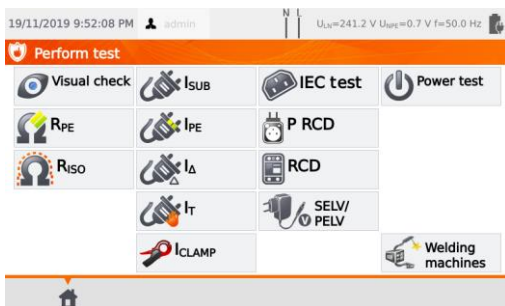 19/11/2019 9:52:08 PM admin N L ULN=241.2 V UNPE=0.7 V f=50.0 Hz
Perform test
Visual check ISUB IEC test Power test
RPE IPE P RCD
RISO IΔ RCD
IT SELV/
PELV
ICLAMP Welding
machines